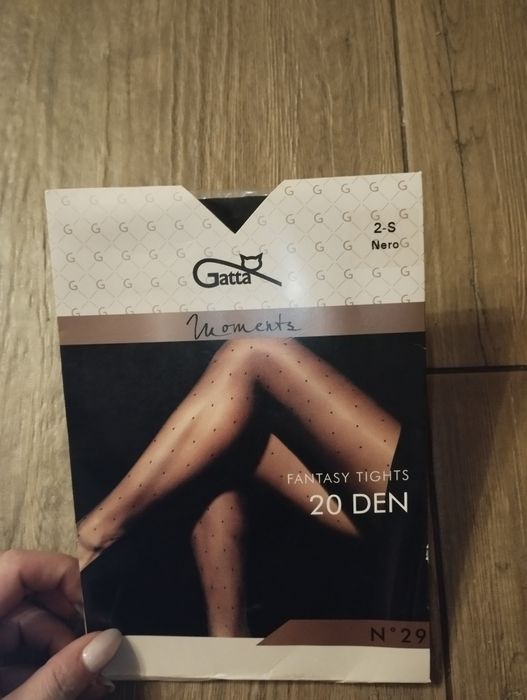 2-S
Nero
Gatta
Moments
FANTASY TIGHTS
20 DEN
N°29